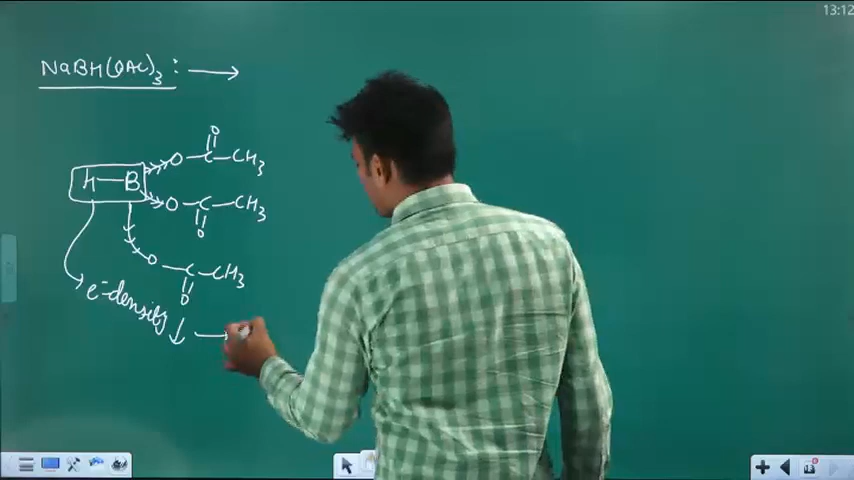 13:12
NaBH(OAC)3 : →
O
O—C—CH3
H—B
O—C—CH3
O
O—C—CH3
O
e⁻ density ↓ →